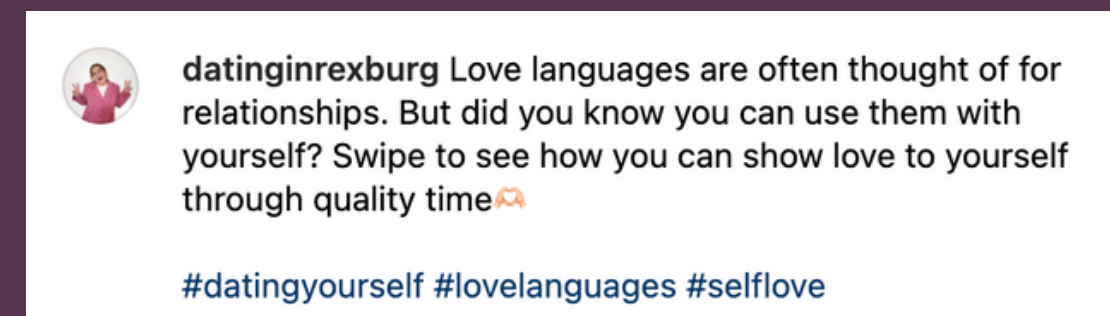 datinginrexburg Love languages are often thought of for
relationships. But did you know you can use them with
yourself? Swipe to see how you can show love to yourself
through quality time🫶🏻
#datingyourself #lovelanguages #selflove